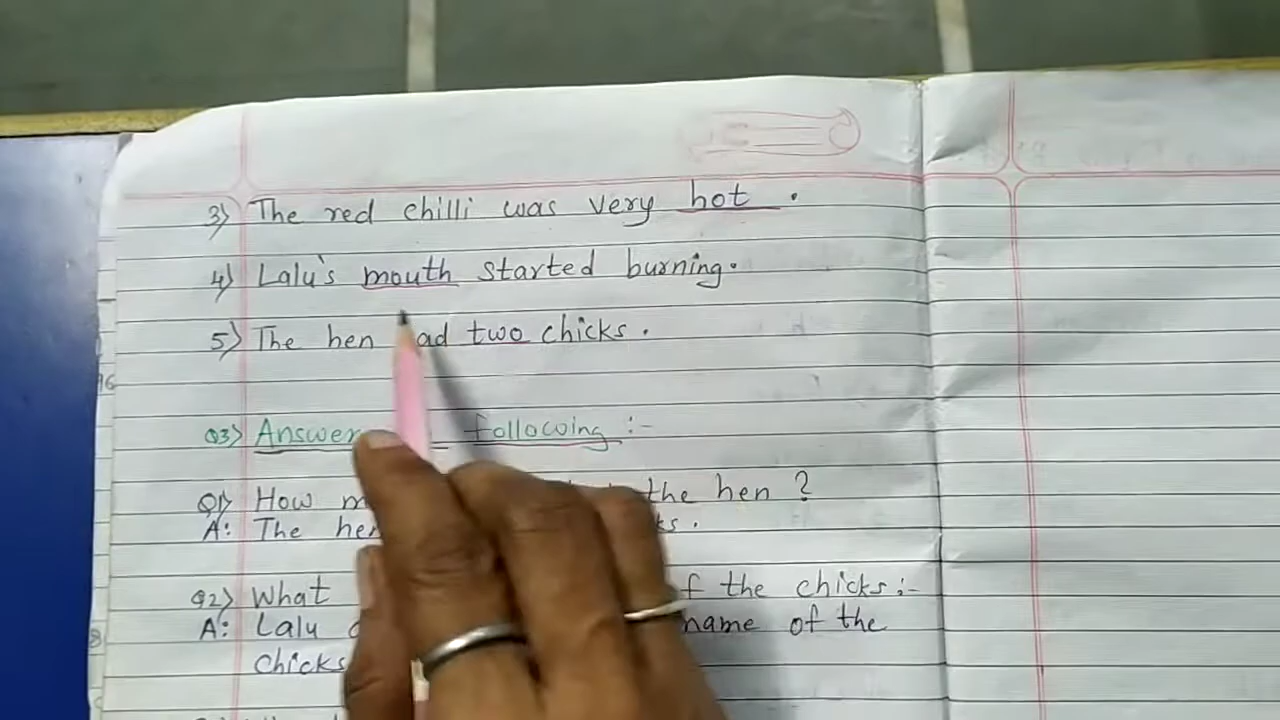 3) The red chilli was very hot .
4) Lalu's mouth started burning.
5) The hen ad two chicks .
Q3) Answer following :-
Q1) How the hen ?
A: The hen
Q2) What the chicks :-
A: Lalu name of the
chicks